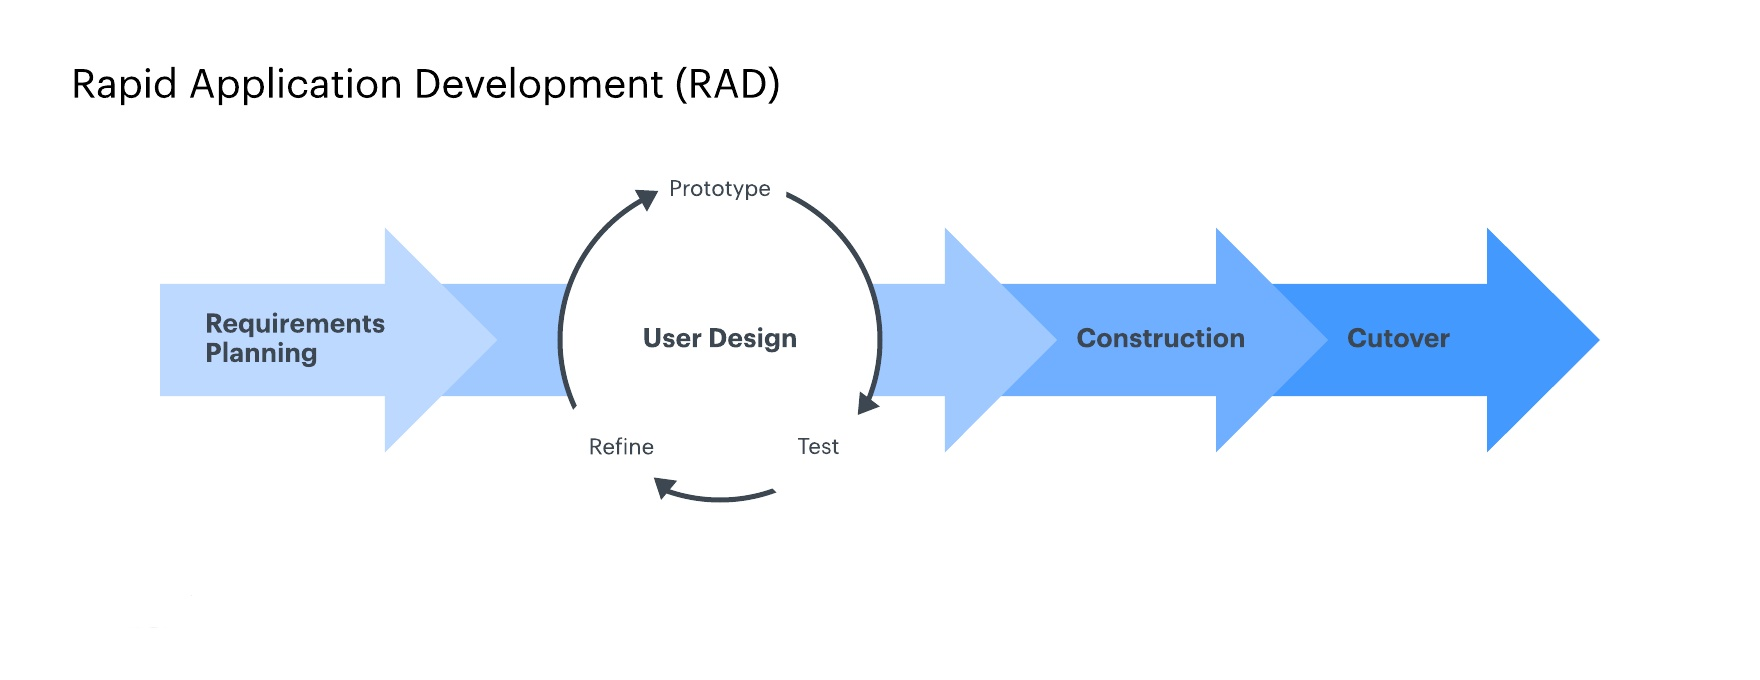 Rapid Application Development (RAD)
Prototype
Requirements
Planning
User Design
Construction
Cutover
Refine
Test